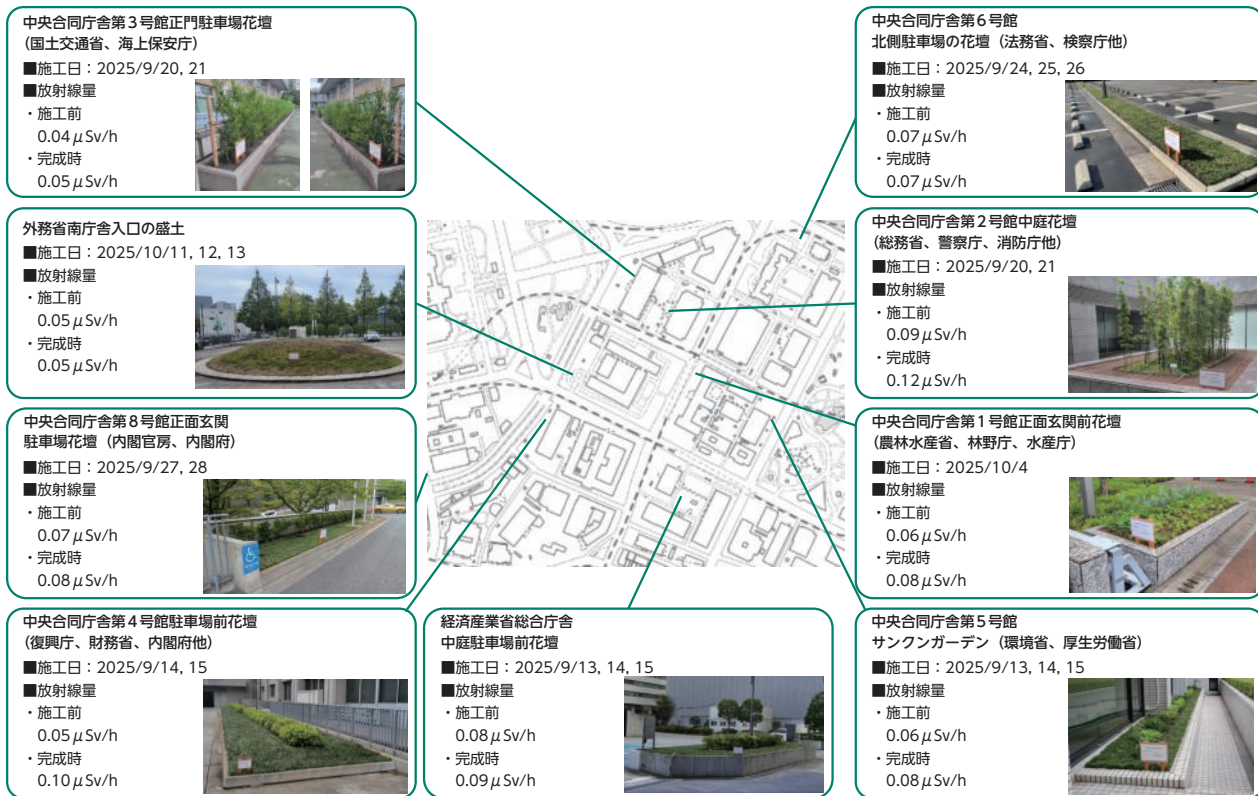 中央合同庁舎第3号館正門駐車場花壇
(国土交通省、海上保安庁)
■施工日：2025/9/20, 21
■放射線量
・施工前
0.04μSv/h
・完成時
0.05μSv/h
外務省南庁舎入口の盛土
■施工日：2025/10/11, 12, 13
■放射線量
・施工前
0.05μSv/h
・完成時
0.05μSv/h
中央合同庁舎第8号館正面玄関
駐車場花壇（内閣官房、内閣府）
■施工日：2025/9/27, 28
■放射線量
・施工前
0.07μSv/h
・完成時
0.08μSv/h
中央合同庁舎第4号館駐車場前花壇
（復興庁、財務省、内閣府他）
■施工日：2025/9/14, 15
■放射線量
・施工前
0.05μSv/h
・完成時
0.10μSv/h
経済産業省総合庁舎
中庭駐車場前花壇
■施工日：2025/9/13, 14, 15
■放射線量
・施工前
0.08μSv/h
・完成時
0.09μSv/h
中央合同庁舎第6号館
北側駐車場の花壇（法務省、検察庁他）
■施工日：2025/9/24, 25, 26
■放射線量
・施工前
0.07μSv/h
・完成時
0.07μSv/h
中央合同庁舎第2号館中庭花壇
（総務省、警察庁、消防庁他）
■施工日：2025/9/20, 21
■放射線量
・施工前
0.09μSv/h
・完成時
0.12μSv/h
中央合同庁舎第1号館正面玄関前花壇
（農林水産省、林野庁、水産庁）
■施工日：2025/10/4
■放射線量
・施工前
0.06μSv/h
・完成時
0.08μSv/h
中央合同庁舎第5号館
サンクンガーデン（環境省、厚生労働省）
■施工日：2025/9/13, 14, 15
■放射線量
・施工前
0.06μSv/h
・完成時
0.08μSv/h